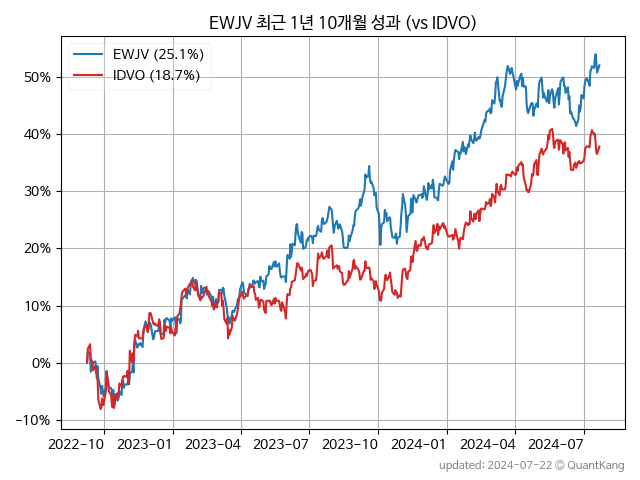 EWJV 최근 1년 10개월 성과 (vs IDVO)
EWJV (25.1%)
IDVO (18.7%)
50%
40%
30%
20%
10%
0%
−10%
2022-10 2023-01 2023-04 2023-07 2023-10 2024-01 2024-04 2024-07
updated: 2024-07-22 © QuantKang